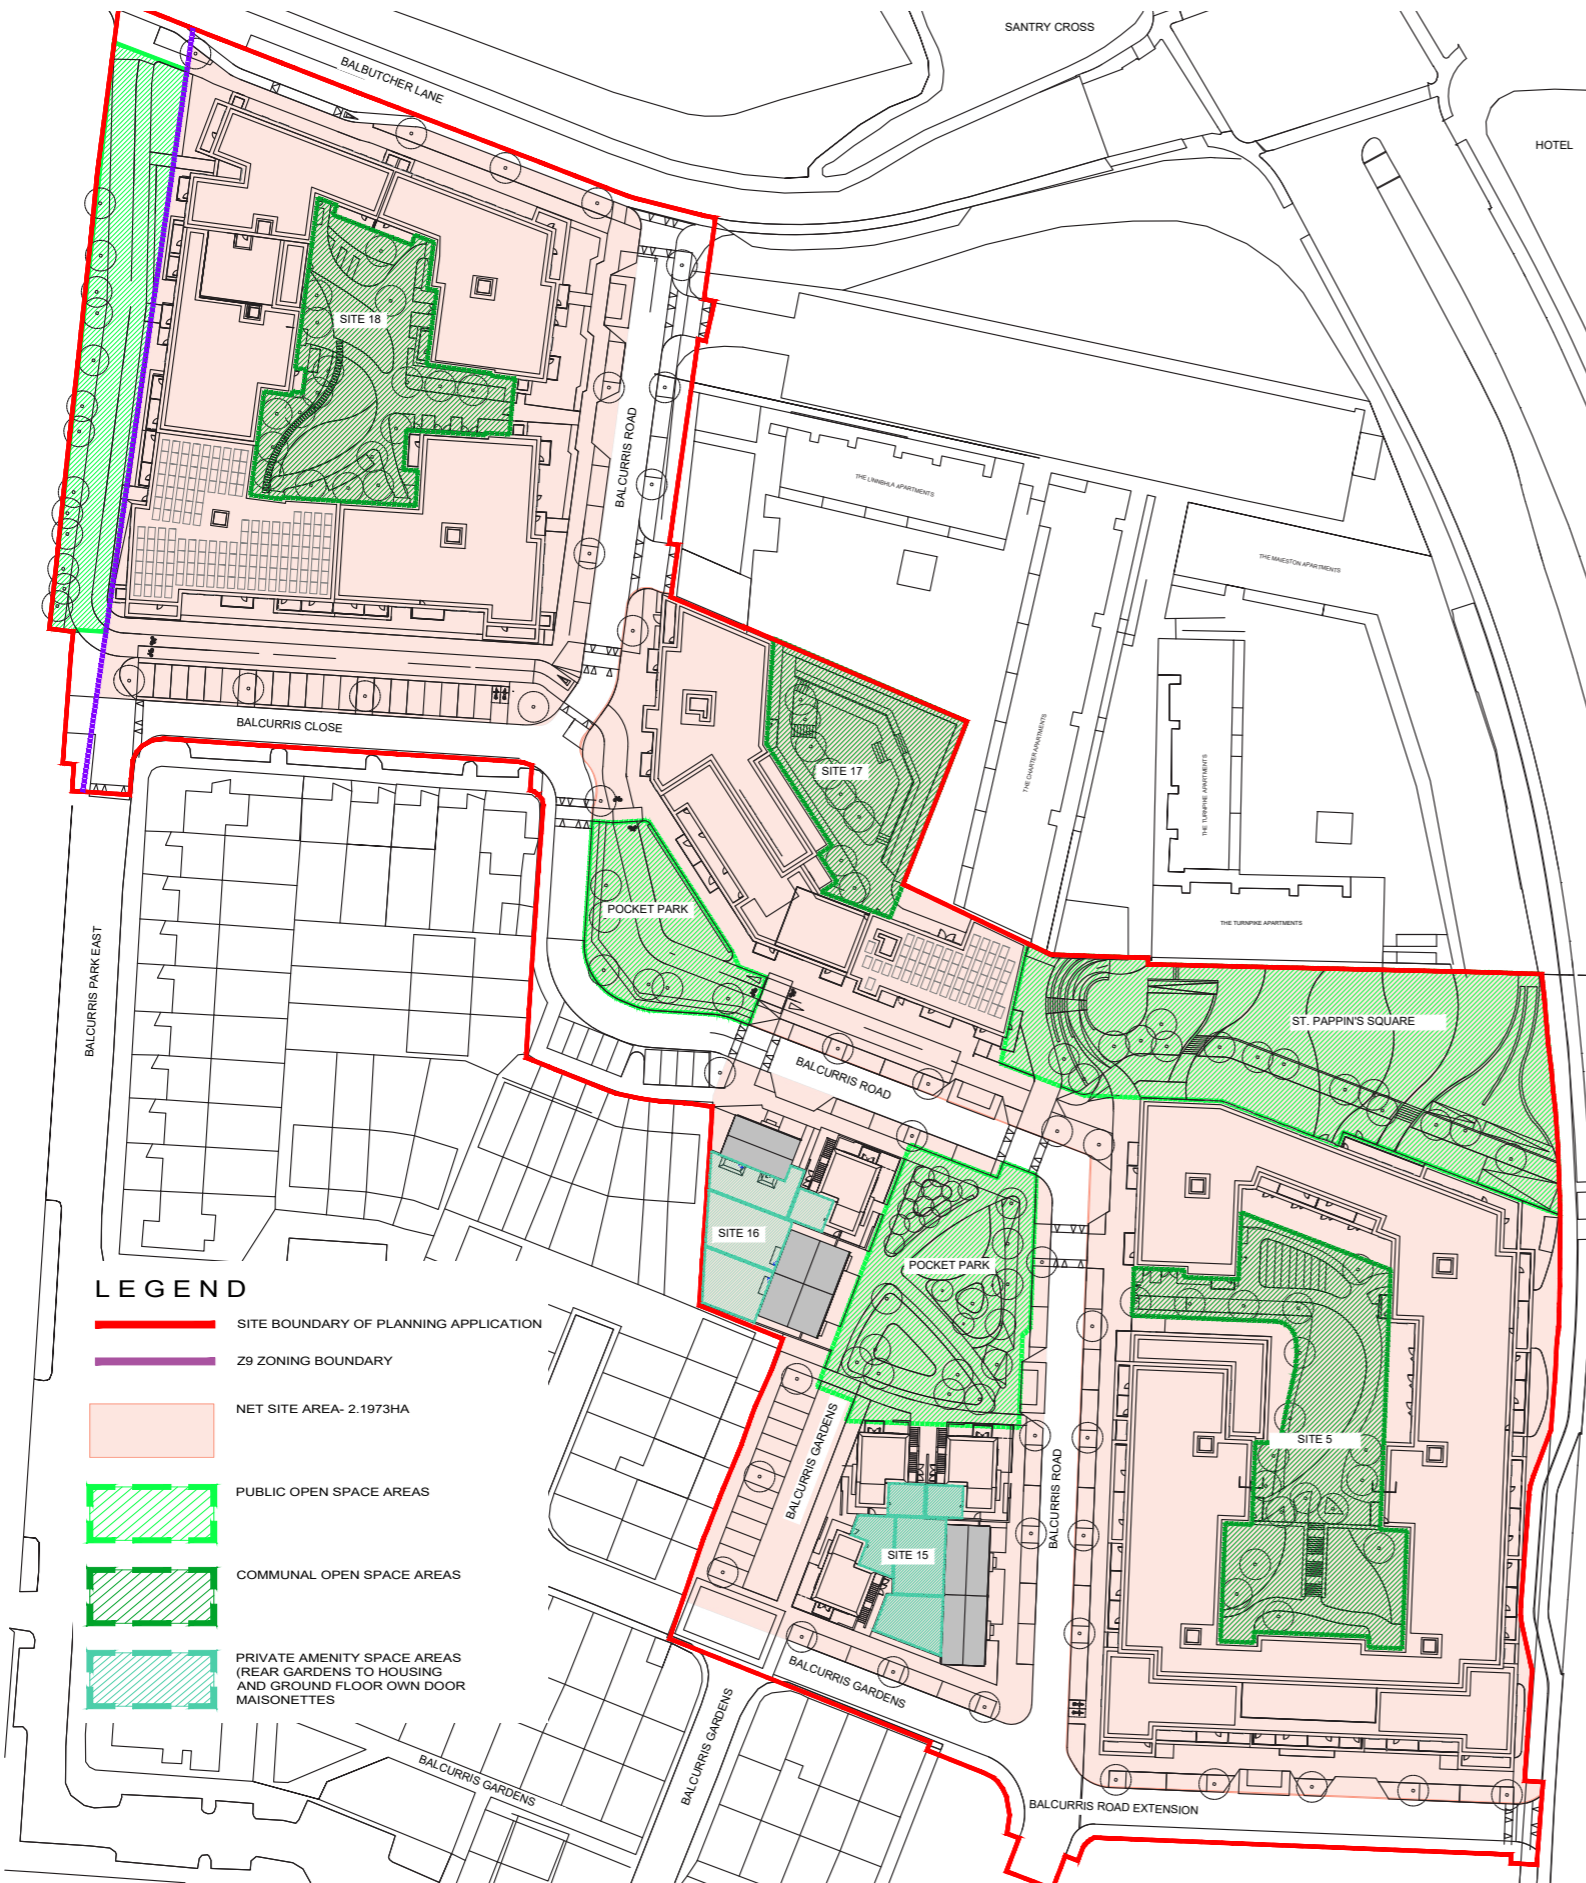 SANTRY CROSS
BALBUTCHER LANE
HOTEL
SITE 18
BALCURRIS ROAD
THE LINNBHLA APARTMENTS
THE MAJESTON APARTMENTS
BALCURRIS CLOSE
SITE 17
THE CHARTER APARTMENTS
THE TURNPIKE APARTMENTS
POCKET PARK
THE TURNPIKE APARTMENTS
BALCURRIS PARK EAST
ST. PAPPIN'S SQUARE
BALCURRIS ROAD
SITE 16
POCKET PARK
LEGEND
SITE BOUNDARY OF PLANNING APPLICATION
Z9 ZONING BOUNDARY
NET SITE AREA- 2.1973HA
PUBLIC OPEN SPACE AREAS
COMMUNAL OPEN SPACE AREAS
PRIVATE AMENITY SPACE AREAS
(REAR GARDENS TO HOUSING
AND GROUND FLOOR OWN DOOR
MAISONETTES
BALCURRIS GARDENS
SITE 5
BALCURRIS ROAD
SITE 15
BALCURRIS GARDENS
BALCURRIS GARDENS
BALCURRIS GARDENS
BALCURRIS ROAD EXTENSION